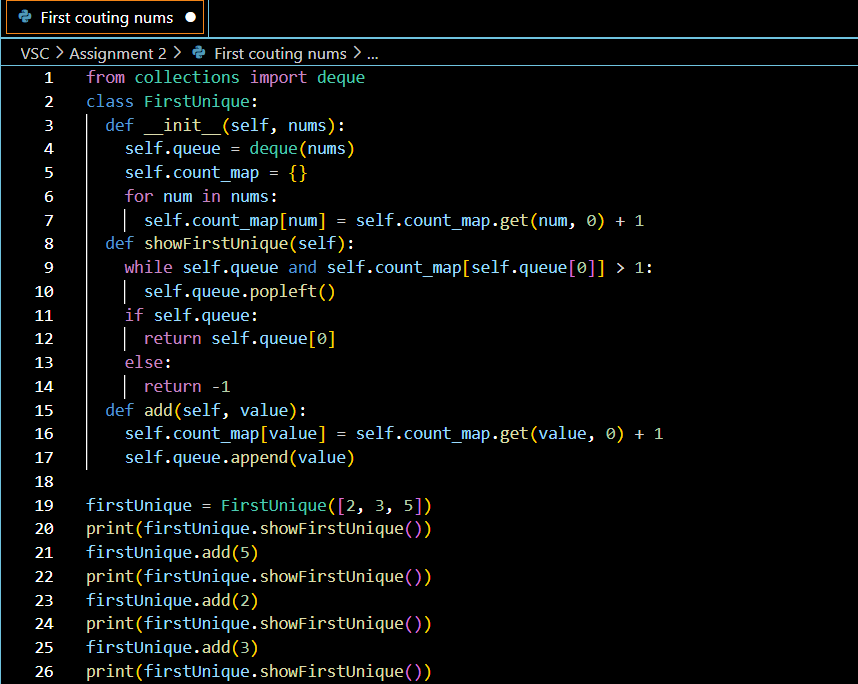 First couting nums
VSC > Assignment 2 > First couting nums > ...
1 from collections import deque
2 class FirstUnique:
3   def __init__(self, nums):
4     self.queue = deque(nums)
5     self.count_map = {}
6     for num in nums:
7       self.count_map[num] = self.count_map.get(num, 0) + 1
8   def showFirstUnique(self):
9     while self.queue and self.count_map[self.queue[0]] > 1:
10       self.queue.popleft()
11     if self.queue:
12       return self.queue[0]
13     else:
14       return -1
15   def add(self, value):
16     self.count_map[value] = self.count_map.get(value, 0) + 1
17     self.queue.append(value)
18
19 firstUnique = FirstUnique([2, 3, 5])
20 print(firstUnique.showFirstUnique())
21 firstUnique.add(5)
22 print(firstUnique.showFirstUnique())
23 firstUnique.add(2)
24 print(firstUnique.showFirstUnique())
25 firstUnique.add(3)
26 print(firstUnique.showFirstUnique())